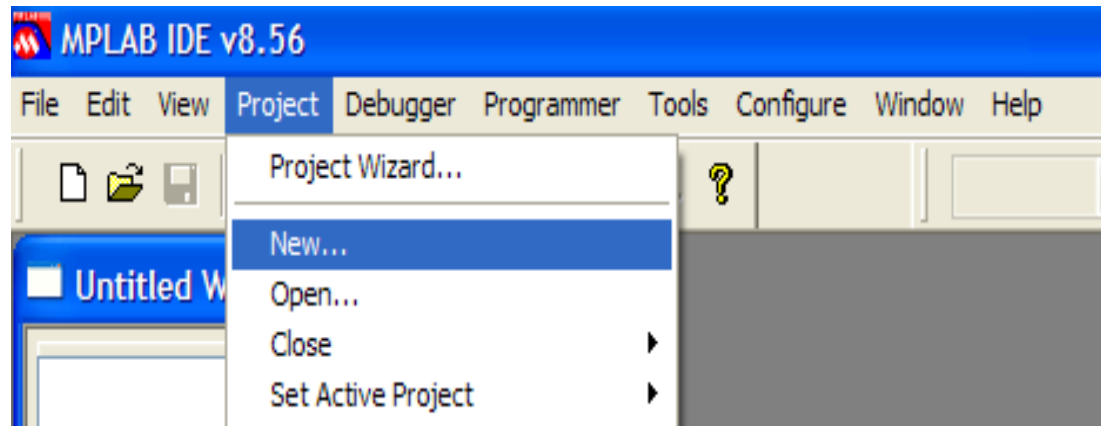 MPLAB IDE v8.56
File Edit View Project Debugger Programmer Tools Configure Window Help
Project Wizard...
New...
Untitled W
Open...
Close
Set Active Project